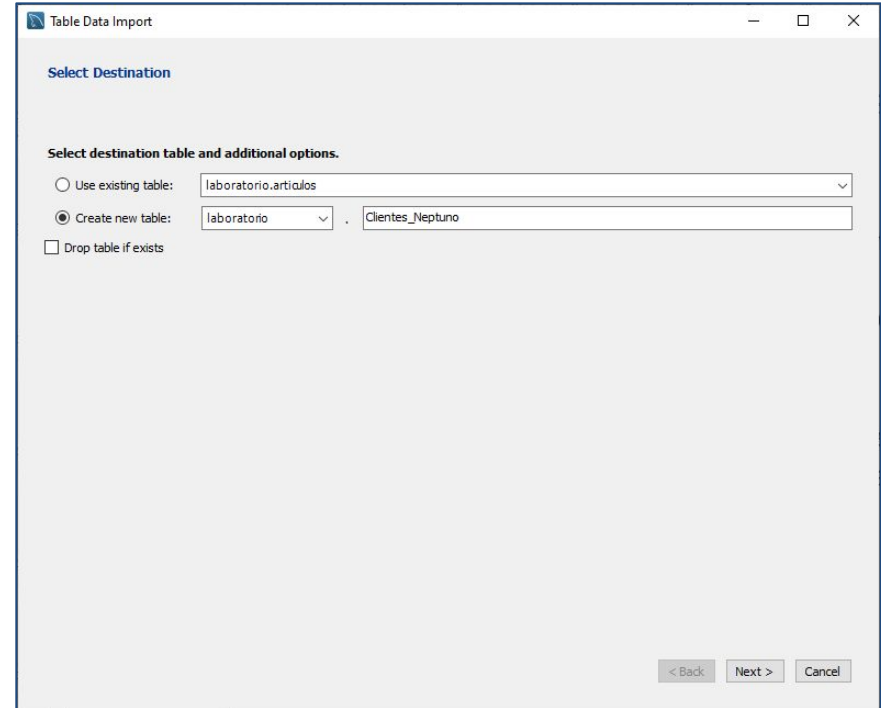 Table Data Import
Select Destination
Select destination table and additional options.
Use existing table: laboratorio.articulos
Create new table: laboratorio . Clientes_Neptuno
Drop table if exists
< Back Next > Cancel